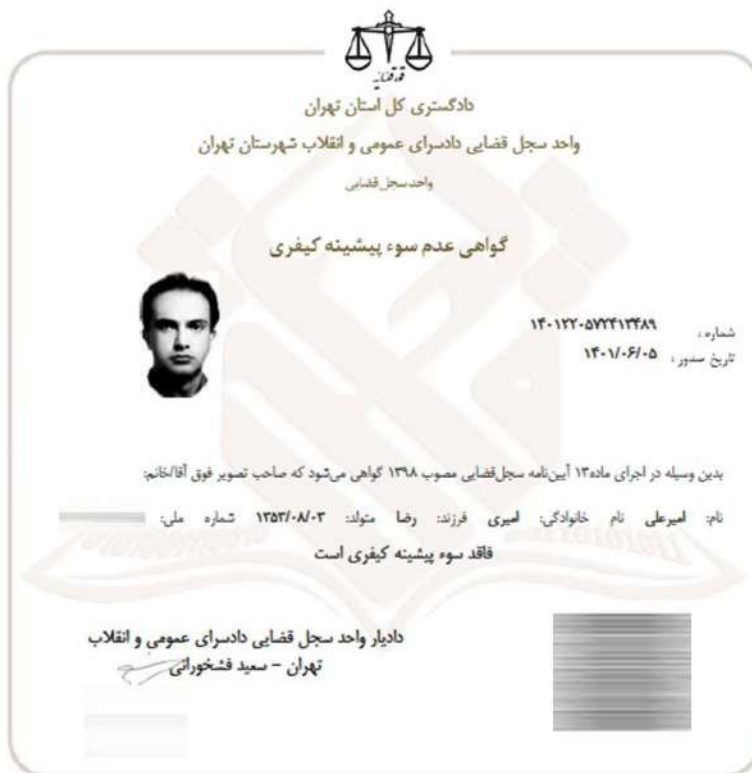 قوه قضائیه
دادگستری کل استان تهران
واحد سجل قضایی دادسرای عمومی و انقلاب شهرستان تهران
واحد سجل قضایی
گواهی عدم سوء پیشینه کیفری
شماره: ۱۴۰۱۲۲۰۵۷۲۴۱۲۴۸۹
تاریخ صدور: ۱۴۰۱/۰۶/۰۵
بدین وسیله در اجرای ماده۱۳ آیین‌نامه سجل‌قضایی مصوب ۱۳۹۸ گواهی می‌شود که صاحب تصویر فوق آقا/خانم:
نام: امیرعلی نام خانوادگی: امیری فرزند: رضا متولد: ۱۳۵۳/۰۸/۰۳ شماره ملی:
فاقد سوء پیشینه کیفری است
دادیار واحد سجل قضایی دادسرای عمومی و انقلاب
تهران - سعید فشخورانی